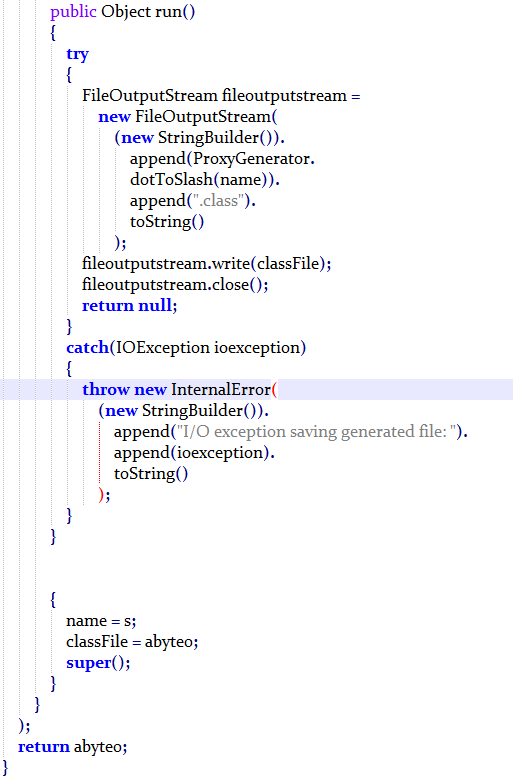 public Object run()
{
try
{
FileOutputStream fileoutputstream =
new FileOutputStream(
(new StringBuilder()).
append(ProxyGenerator.
dotToSlash(name)).
append(".class").
toString()
);
fileoutputstream.write(classFile);
fileoutputstream.close();
return null;
}
catch(IOException ioexception)
{
throw new InternalError(
(new StringBuilder()).
append("I/O exception saving generated file: ").
append(ioexception).
toString()
);
}
}
{
name = s;
classFile = abyteo;
super();
}
}
);
return abyteo;
}